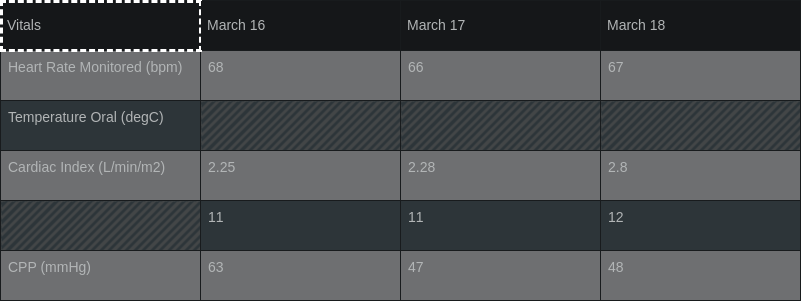 Vitals March 16 March 17 March 18
Heart Rate Monitored (bpm) 68 66 67
Temperature Oral (degC)
Cardiac Index (L/min/m2) 2.25 2.28 2.8
11 11 12
CPP (mmHg) 63 47 48